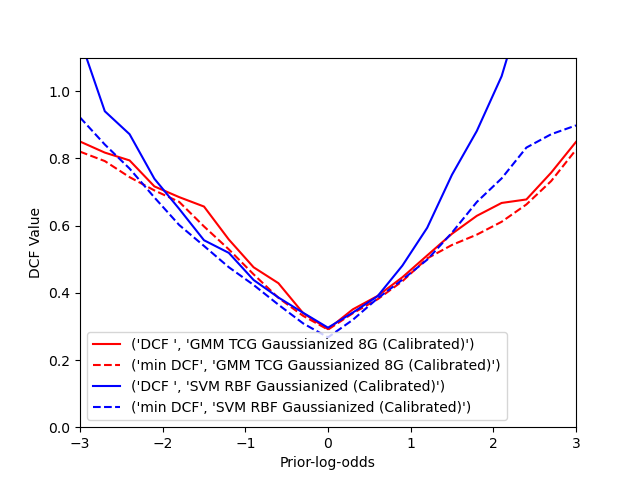 1.0
0.8
0.6
0.4
0.2
0.0
DCF Value
('DCF ', 'GMM TCG Gaussianized 8G (Calibrated)')
('min DCF', 'GMM TCG Gaussianized 8G (Calibrated)')
('DCF ', 'SVM RBF Gaussianized (Calibrated)')
('min DCF', 'SVM RBF Gaussianized (Calibrated)')
−3 −2 −1 0 1 2 3
Prior-log-odds